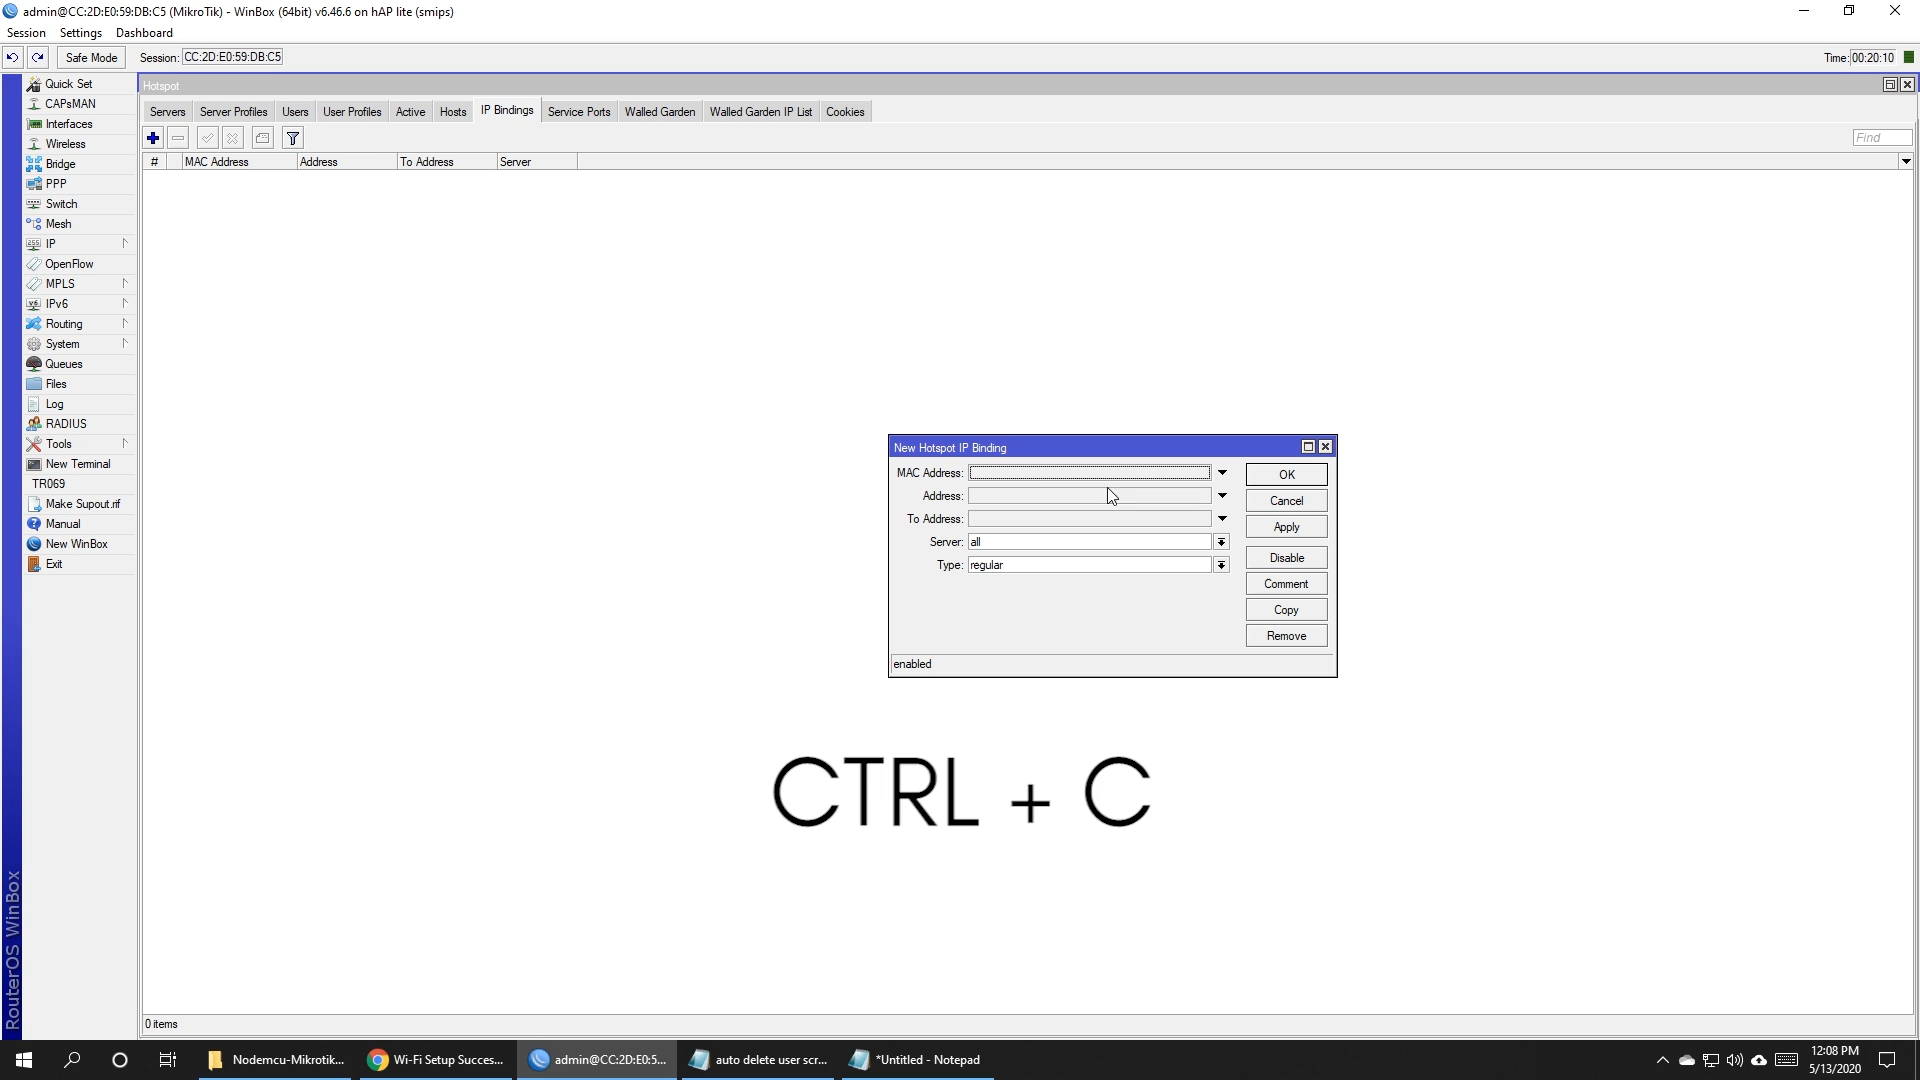 admin@CC:2D:E0:59:DB:C5 (MikroTik) - WinBox (64bit) v6.46.6 on hAP lite (smips)
Session Settings Dashboard
Safe Mode Session: CC:2D:E0:59:DB:C5 Time: 00:20:10
Quick Set
CAPsMAN
Interfaces
Wireless
Bridge
PPP
Switch
Mesh
IP
OpenFlow
MPLS
IPv6
Routing
System
Queues
Files
Log
RADIUS
Tools
New Terminal
TR069
Make Supout.rif
Manual
New WinBox
Exit
RouterOS WinBox
Hotspot
Servers Server Profiles Users User Profiles Active Hosts IP Bindings Service Ports Walled Garden Walled Garden IP List Cookies
Find
# MAC Address Address To Address Server
New Hotspot IP Binding
MAC Address: OK
Address: Cancel
To Address: Apply
Server: all
Type: regular Disable
Comment
Copy
Remove
enabled
CTRL + C
0 items
Nodemcu-Mikrotik... Wi-Fi Setup Succes... admin@CC:2D:E0:5... auto delete user scr... *Untitled - Notepad 12:08 PM
5/13/2020